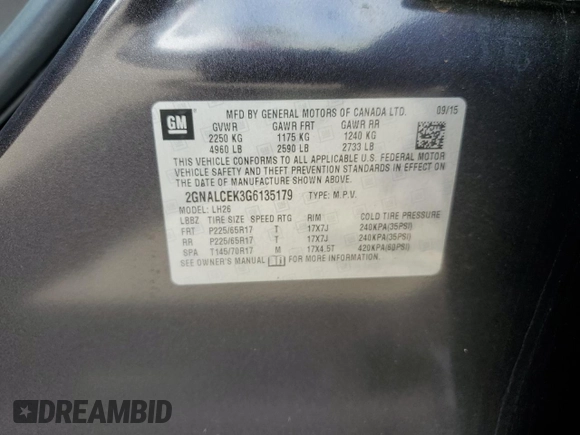 GM
MFD BY GENERAL MOTORS OF CANADA LTD. 09/15
GVWR GAWR FRT GAWR RR
2250 KG 1175 KG 1240 KG
4960 LB 2590 LB 2733 LB
THIS VEHICLE CONFORMS TO ALL APPLICABLE U.S. FEDERAL MOTOR
VEHICLE SAFETY, BUMPER, AND THEFT PREVENTION STANDARDS IN EFFECT ON
THE DATE OF MANUFACTURE SHOWN ABOVE.
2GNALCEK3G6135179 TYPE: M.P.V.
MODEL: LH26
LBBZ TIRE SIZE SPEED RTG RIM COLD TIRE PRESSURE
FRT P225/65R17 T 17X7J 240KPA(35PSI)
RR P225/65R17 T 17X7J 240KPA(35PSI)
SPA T145/70R17 M 17X4.5T 420KPA(60PSI)
SEE OWNER'S MANUAL FOR MORE INFORMATION.
DREAMBID